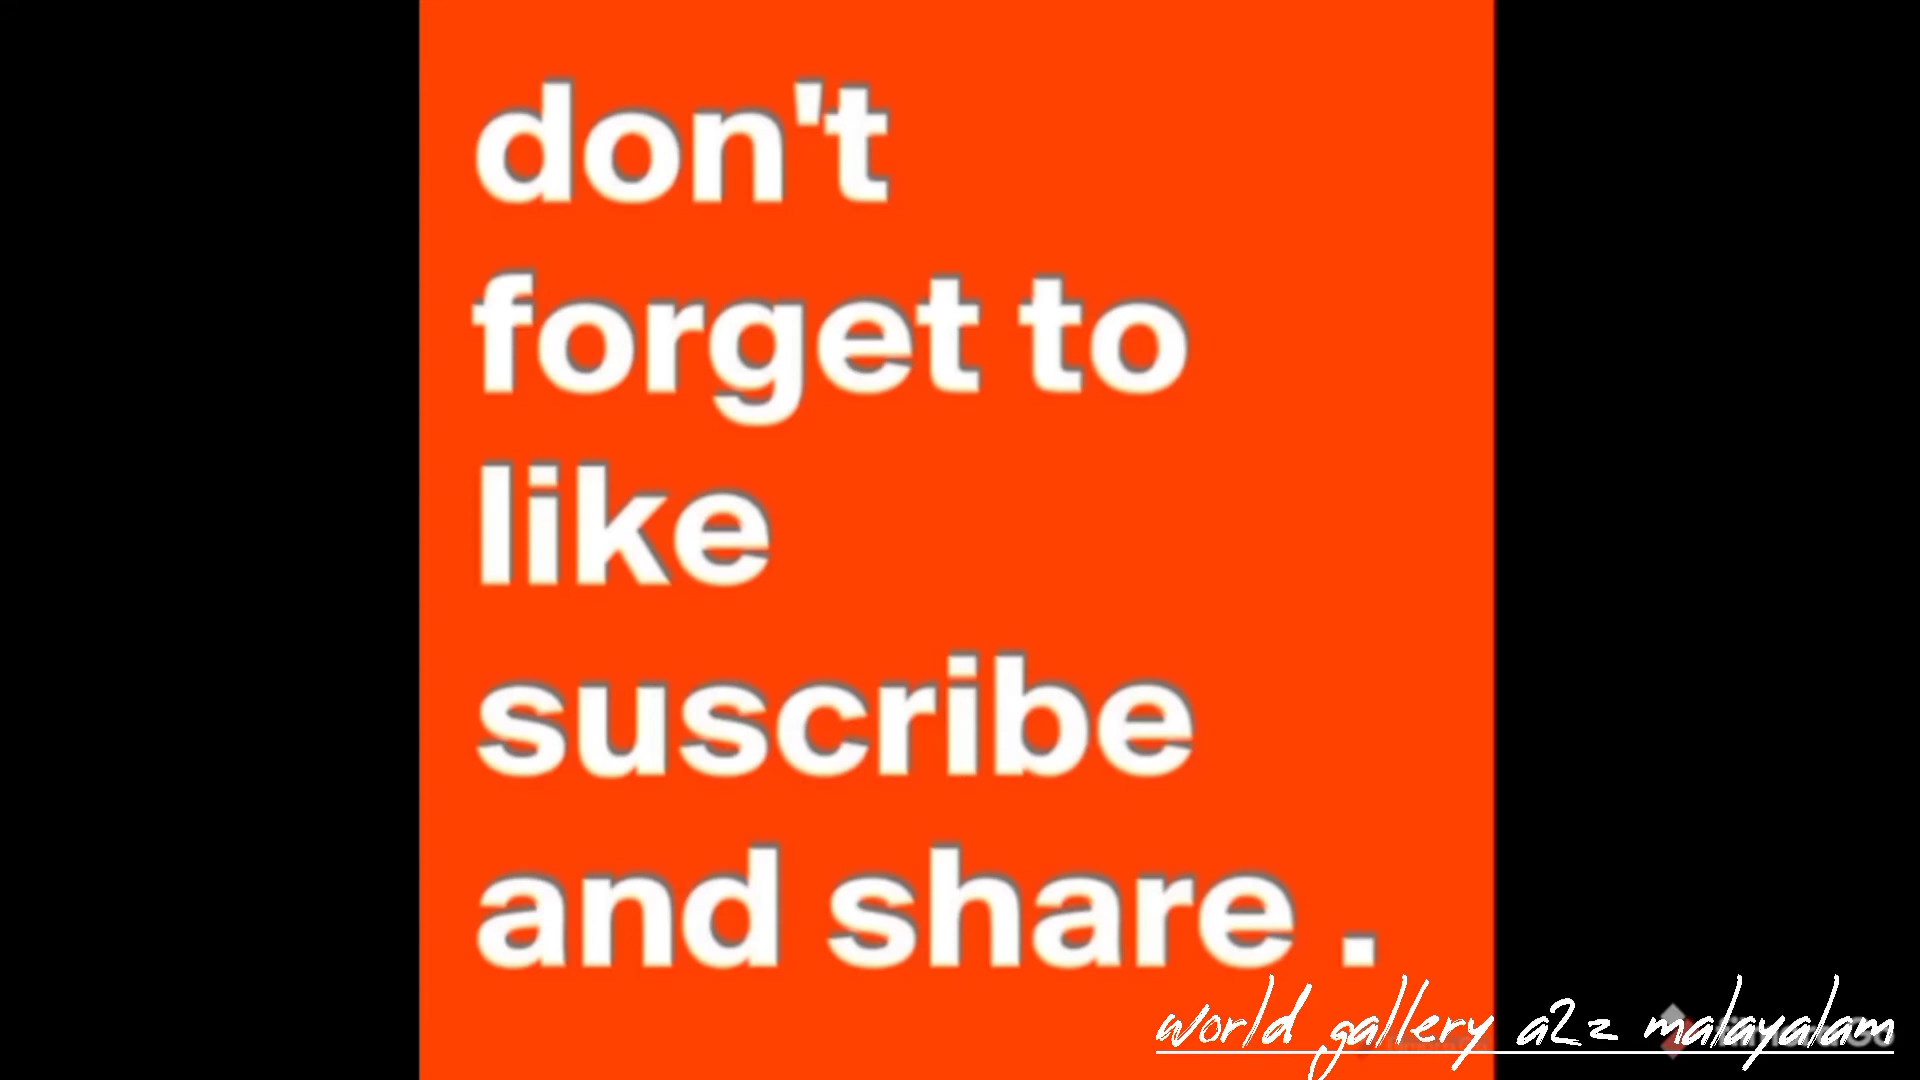 don't
forget to
like
suscribe
and share .
world gallery a2z malayalam